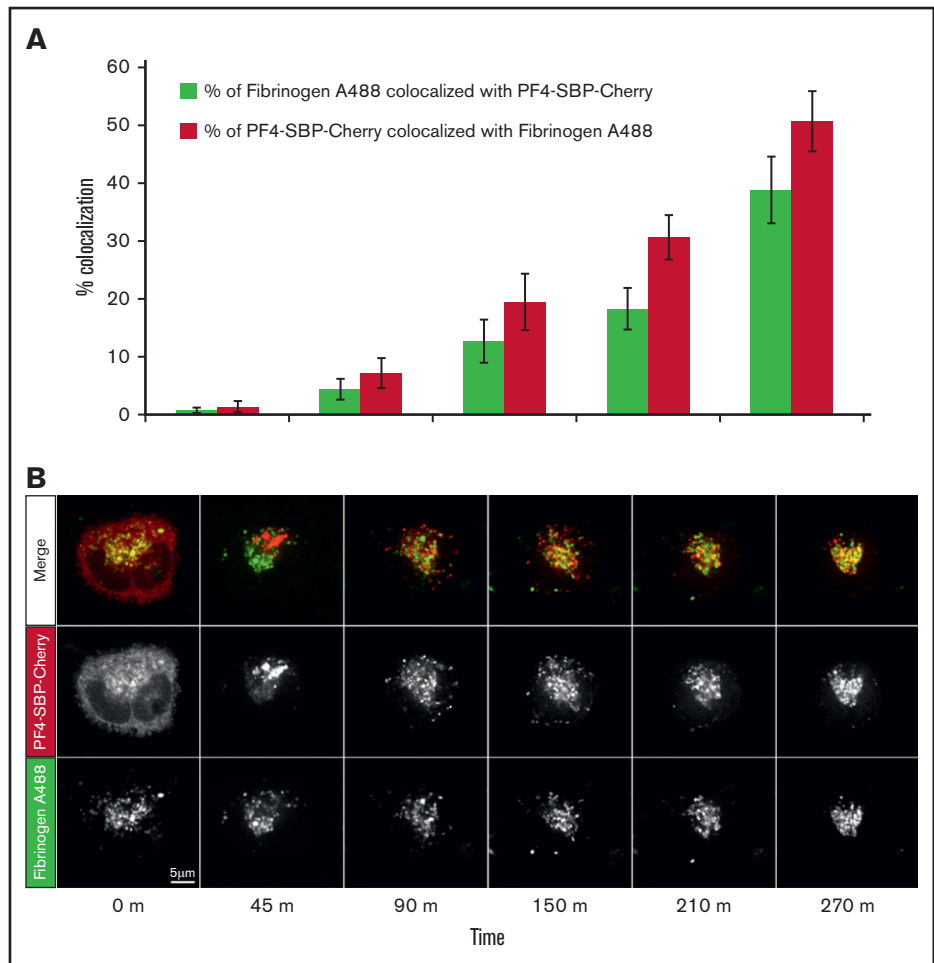 A
60
50
40
30
20
10
0
% colocalization
% of Fibrinogen A488 colocalized with PF4-SBP-Cherry
% of PF4-SBP-Cherry colocalized with Fibrinogen A488
B
Merge
PF4-SBP-Cherry
Fibrinogen A488
5µm
0 m 45 m 90 m 150 m 210 m 270 m
Time